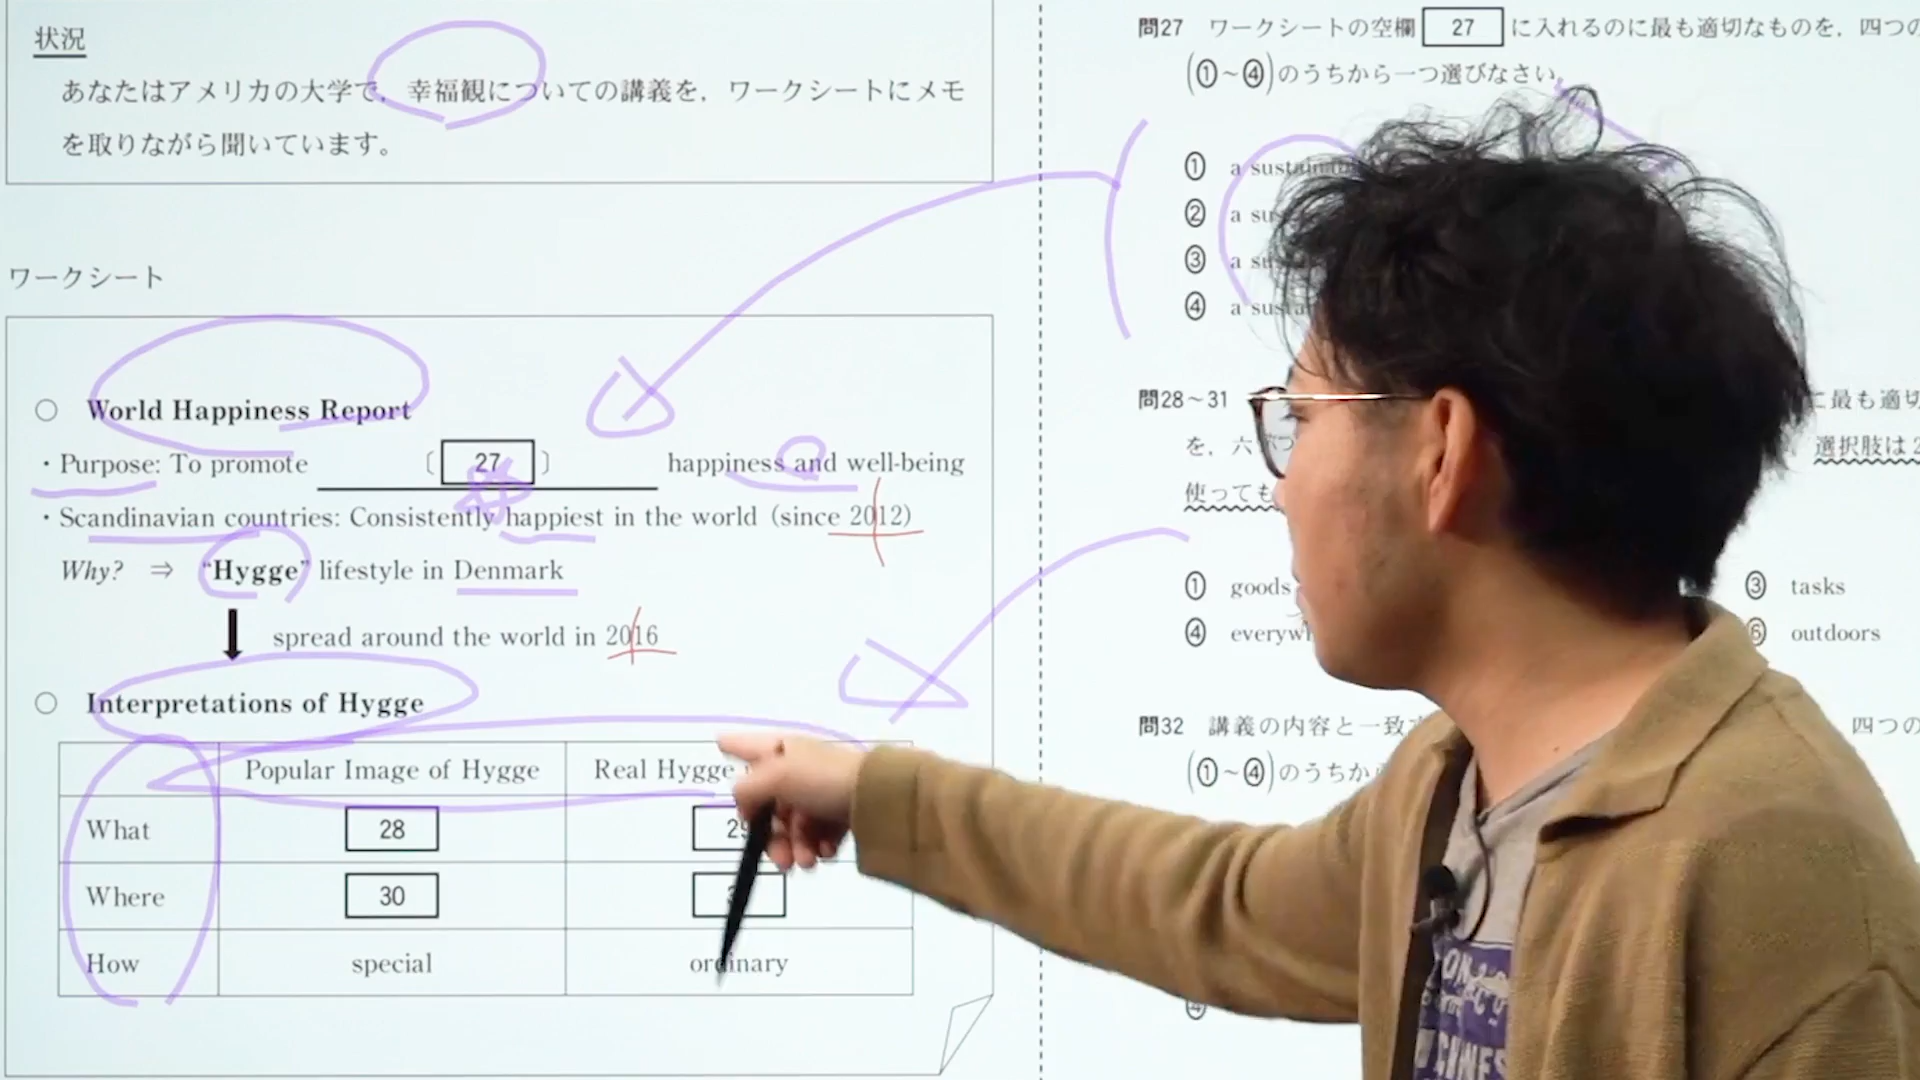 状況
あなたはアメリカの大学で，幸福観についての講義を，ワークシートにメモ
を取りながら聞いています。
ワークシート
○ World Happiness Report
・Purpose: To promote 〔 27 〕 happiness and well-being
・Scandinavian countries: Consistently happiest in the world (since 2012)
Why? ⇒ “Hygge” lifestyle in Denmark
spread around the world in 2016
○ Interpretations of Hygge
Popular Image of Hygge Real Hygge
What 28 29
Where 30
How special ordinary
問27 ワークシートの空欄 27 に入れるのに最も適切なものを，四つの
(①～④)のうちから一つ選びなさい。
① a
② a
③ a
④ a
問28～31 に最も適切
を，六つ 選択肢は2
使っても
① goods ③ tasks
④ ⑥ outdoors
問32 講義の内容と一致 四つの
(①～④)のうちから
④